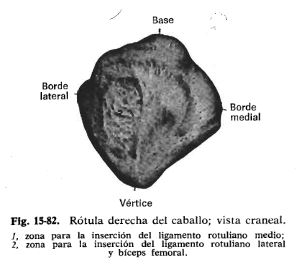 Base
Borde
lateral
Borde
medial
Vértice
Fig. 15-82. Rótula derecha del caballo; vista craneal.
1, zona para la inserción del ligamento rotuliano medio;
2, zona para la inserción del ligamento rotuliano lateral
y bíceps femoral.